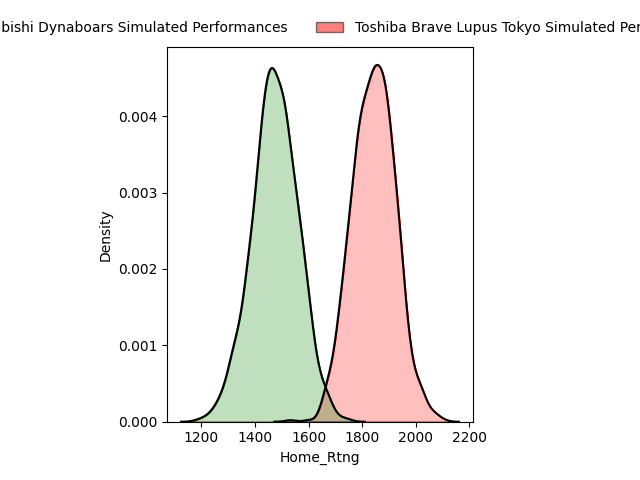 bishi Dynaboars Simulated Performances
Toshiba Brave Lupus Tokyo Simulated Per
0.004
0.003
0.002
0.001
0.000
Density
1200 1400 1600 1800 2000 2200
Home_Rtng